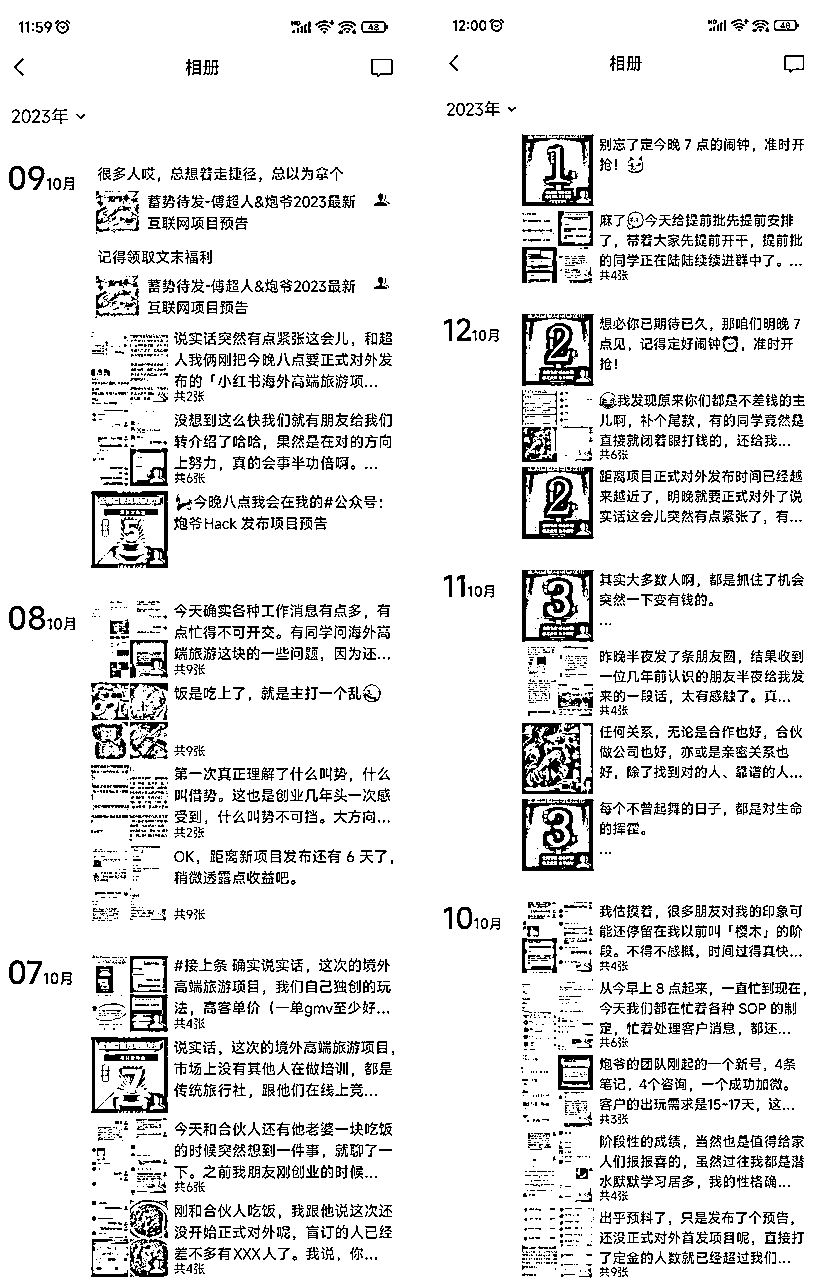 11:59
48
相册
2023年
09 10月
很多人哎，总想着走捷径，总以为拿个
蓄势待发-傅超人&炮爷2023最新
互联网项目预告
记得领取文末福利
蓄势待发-傅超人&炮爷2023最新
互联网项目预告
说实话突然有点紧张这会儿，和超
人我俩刚把今晚八点要正式对外发
布的「小红书海外高端旅游项...
共2张
没想到这么快我们就有朋友给我们
转介绍了哈哈，果然是在对的方向
上努力，真的会事半功倍啊。...
共6张
5
今晚八点我会在我的#公众号：
炮爷Hack 发布项目预告
08 10月
今天确实各种工作消息有点多，有
点忙得不可开交。有同学问海外高
端旅游这块的一些问题，因为还...
共9张
饭是吃上了，就是主打一个乱
共9张
第一次真正理解了什么叫势，什么
叫借势。这也是创业几年头一次感
受到，什么叫势不可挡。大方向...
共2张
OK，距离新项目发布还有 6 天了，
稍微透露点收益吧。
共9张
07 10月
#接上条 确实说实话，这次的境外
高端旅游项目，我们自己独创的玩
法，高客单价（一单gmv至少好...
共4张
7
说实话，这次的境外高端旅游项目，
市场上没有其他人在做培训，都是
传统旅行社，跟他们在线上竞...
今天和合伙人还有他老婆一块吃饭
的时候突然想到一件事，就聊了一
下。之前我朋友刚创业的时候...
共6张
刚和合伙人吃饭，我跟他说这次还
没开始正式对外呢，盲订的人已经
差不多有XXX人了。我说，你...
共4张
12:00
48
相册
2023年
1
别忘了定今晚 7 点的闹钟，准时开
抢！
麻了今天给提前批先提前安排
了，带着大家先提前开干，提前批
的同学正在陆陆续续进群中了。...
共4张
12 10月
2
想必你已期待已久，那咱们明晚 7
点见，记得定好闹钟，准时开
抢！
我发现原来你们都是不差钱的主
儿啊，补个尾款，有的同学竟然是
直接就闭着眼打钱的，还给我...
共6张
2
距离项目正式对外发布时间已经越
来越近了，明晚就要正式对外了说
实话这会儿突然有点紧张了，有...
11 10月
3
其实大多数人啊，都是抓住了机会
突然一下变有钱的。
...
昨晚半夜发了条朋友圈，结果收到
一位几年前认识的朋友半夜给我发
来的一段话，太有感触了。真...
共4张
任何关系，无论是合作也好，合伙
做公司也好，亦或是亲密关系也
好，除了找到对的人、靠谱的人...
3
每个不曾起舞的日子，都是对生命
的挥霍。
...
10 10月
我估摸着，很多朋友对我的印象可
能还停留在我以前叫「樱木」的阶
段。不得不感慨，时间过得真快...
共4张
从今早上 8 点起来，一直忙到现在，
今天我们都在忙着各种 SOP 的制
定，忙着处理客户消息，都还...
共6张
炮爷的团队刚起的一个新号，4条
笔记，4个咨询，一个成功加微。
客户的出玩需求是15~17天，这...
共3张
阶段性的成绩，当然也是值得给家
人们报报喜的，虽然过往我都是潜
水默默学习居多，我的性格确...
共4张
出乎预料了，只是发布了个预告，
还没正式对外首发项目呢，直接打
了定金的人数就已经超过我们...
共9张